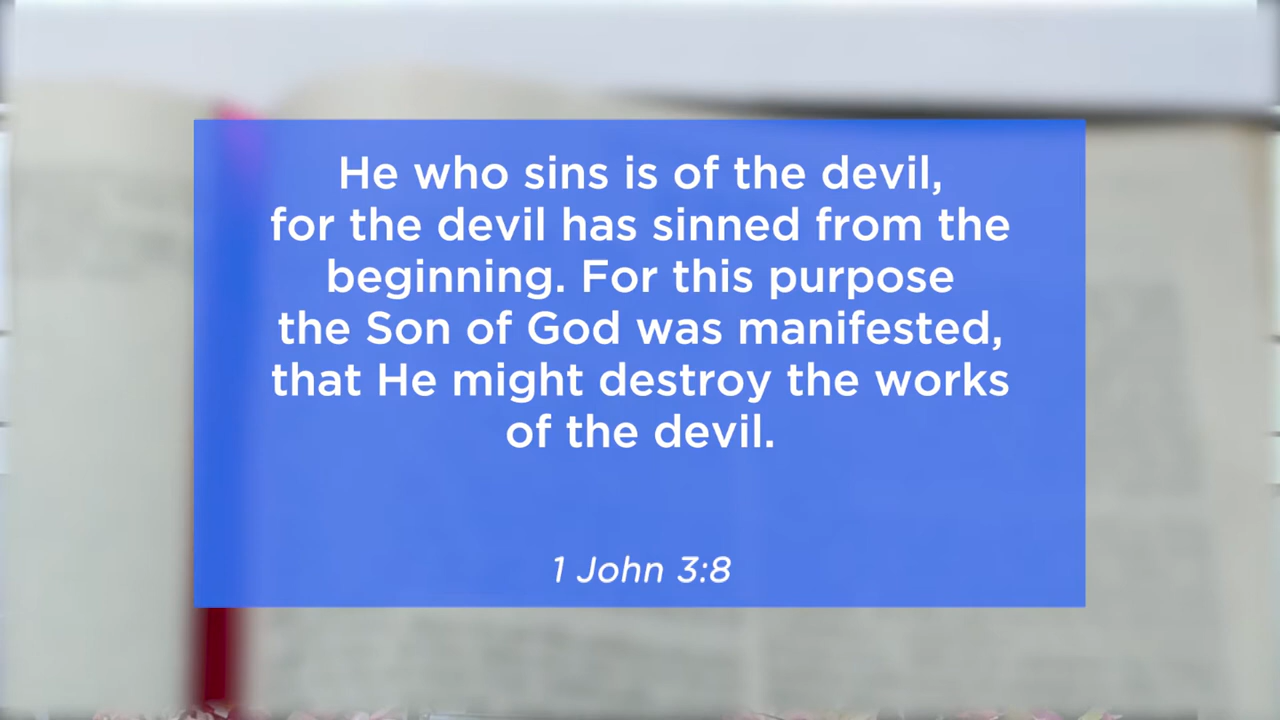 He who sins is of the devil,
for the devil has sinned from the
beginning. For this purpose
the Son of God was manifested,
that He might destroy the works
of the devil.
1 John 3:8